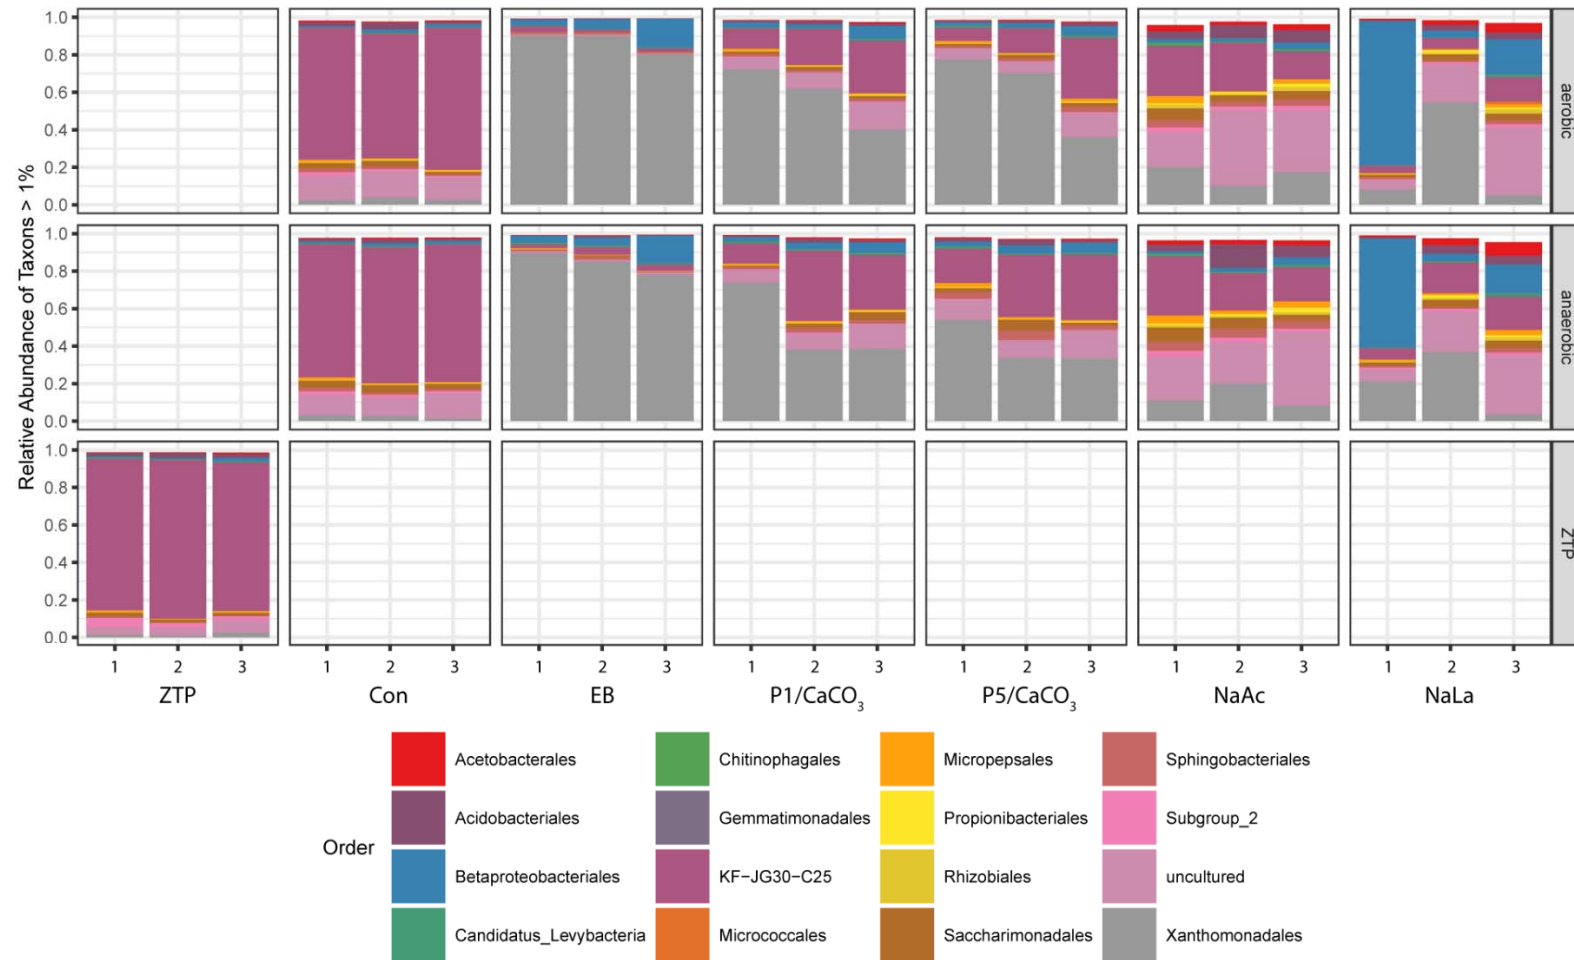 Relative Abundance of Taxons > 1%
1.0
0.8
0.6
0.4
0.2
0.0
aerobic
1.0
0.8
0.6
0.4
0.2
0.0
anaerobic
1.0
0.8
0.6
0.4
0.2
0.0
ZTP
1 2 3 1 2 3 1 2 3 1 2 3 1 2 3 1 2 3 1 2 3
ZTP Con EB P1/CaCO₃ P5/CaCO₃ NaAc NaLa
Order
Acetobacterales
Acidobacteriales
Betaproteobacteriales
Candidatus_Levybacteria
Chitinophagales
Gemmatimonadales
KF−JG30−C25
Micrococcales
Micropepsales
Propionibacteriales
Rhizobiales
Saccharimonadales
Sphingobacteriales
Subgroup_2
uncultured
Xanthomonadales